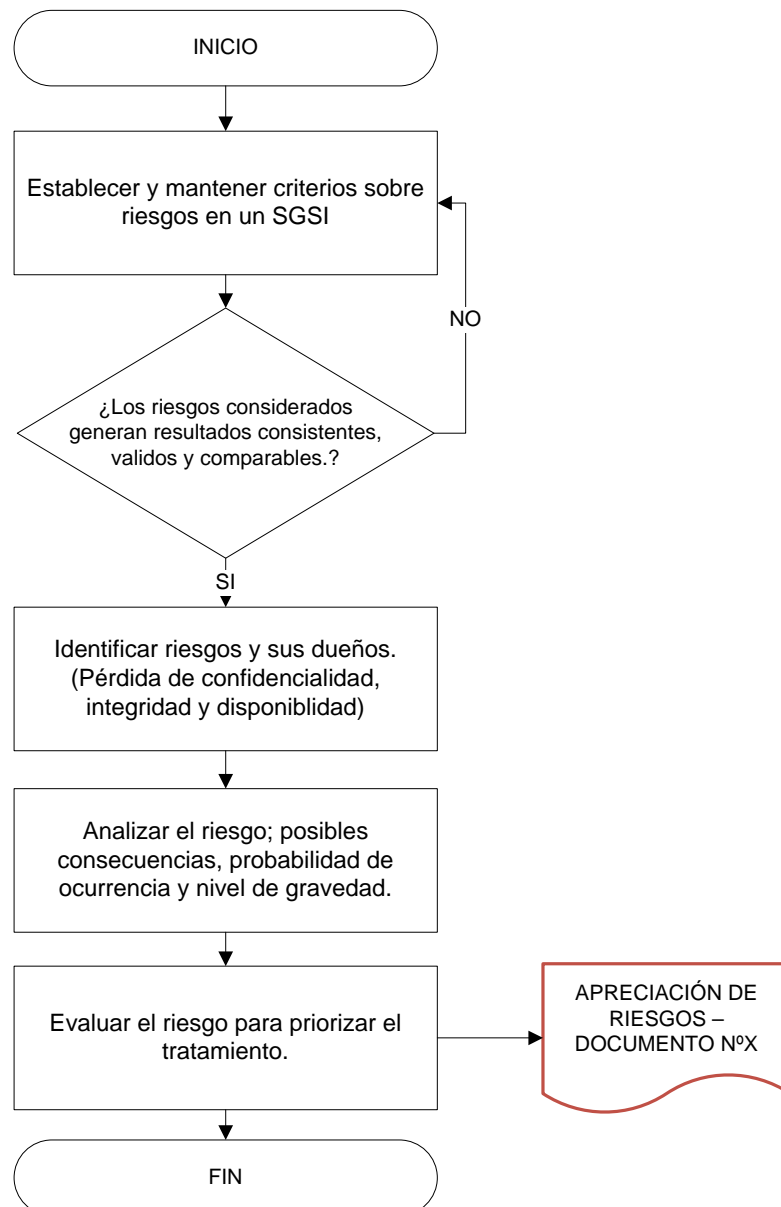 INICIO
Establecer y mantener criterios sobre
riesgos en un SGSI
NO
¿Los riesgos considerados
generan resultados consistentes,
validos y comparables.?
SI
Identificar riesgos y sus dueños.
(Pérdida de confidencialidad,
integridad y disponiblidad)
Analizar el riesgo; posibles
consecuencias, probabilidad de
ocurrencia y nivel de gravedad.
Evaluar el riesgo para priorizar el
tratamiento.
APRECIACIÓN DE
RIESGOS –
DOCUMENTO NºX
FIN